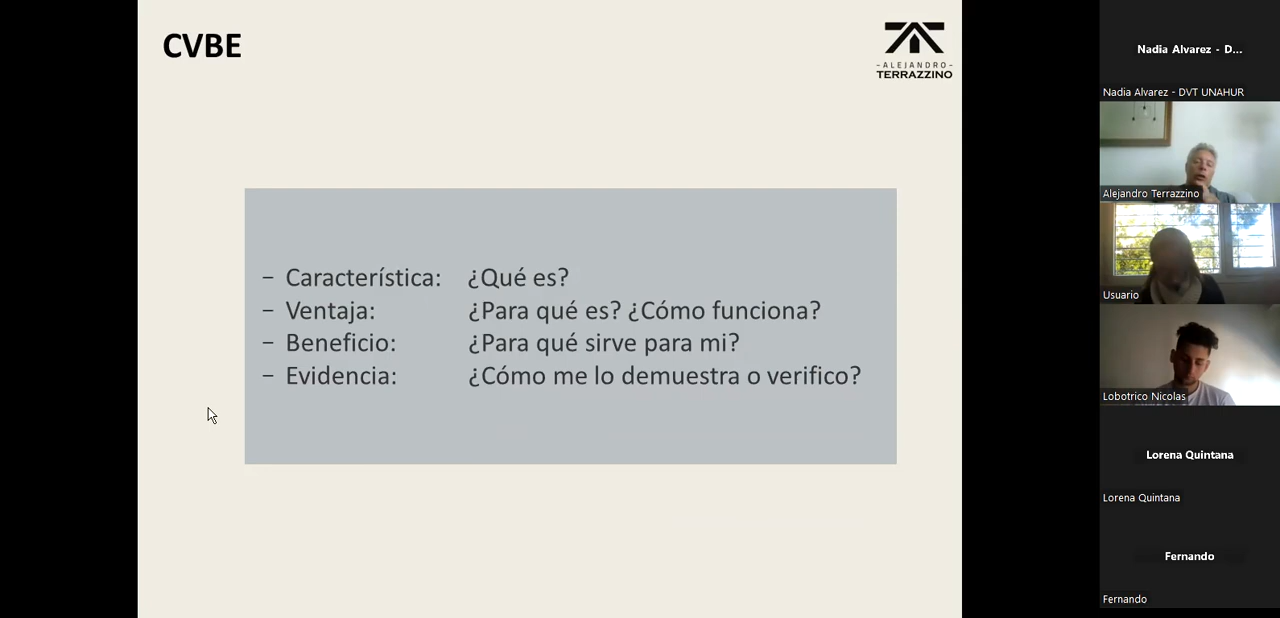 CVBE
-ALEJANDRO-
TERRAZZINO
− Característica: ¿Qué es?
− Ventaja: ¿Para qué es? ¿Cómo funciona?
− Beneficio: ¿Para qué sirve para mi?
− Evidencia: ¿Cómo me lo demuestra o verifico?
Nadia Alvarez - D...
Nadia Alvarez - DVT UNAHUR
Alejandro Terrazzino
Usuario
Lobotrico Nicolas
Lorena Quintana
Lorena Quintana
Fernando
Fernando